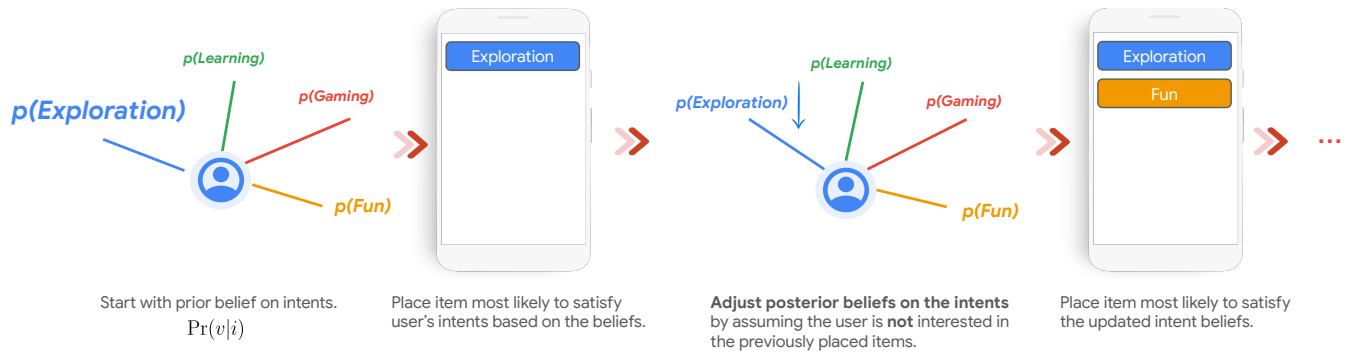 p(Learning)
p(Exploration)
p(Gaming)
p(Fun)
Exploration
p(Learning)
p(Exploration)
p(Gaming)
p(Fun)
Exploration
Fun
...
Start with prior belief on intents.
Pr(v|i)
Place item most likely to satisfy
user's intents based on the beliefs.
Adjust posterior beliefs on the intents
by assuming the user is not interested in
the previously placed items.
Place item most likely to satisfy
the updated intent beliefs.